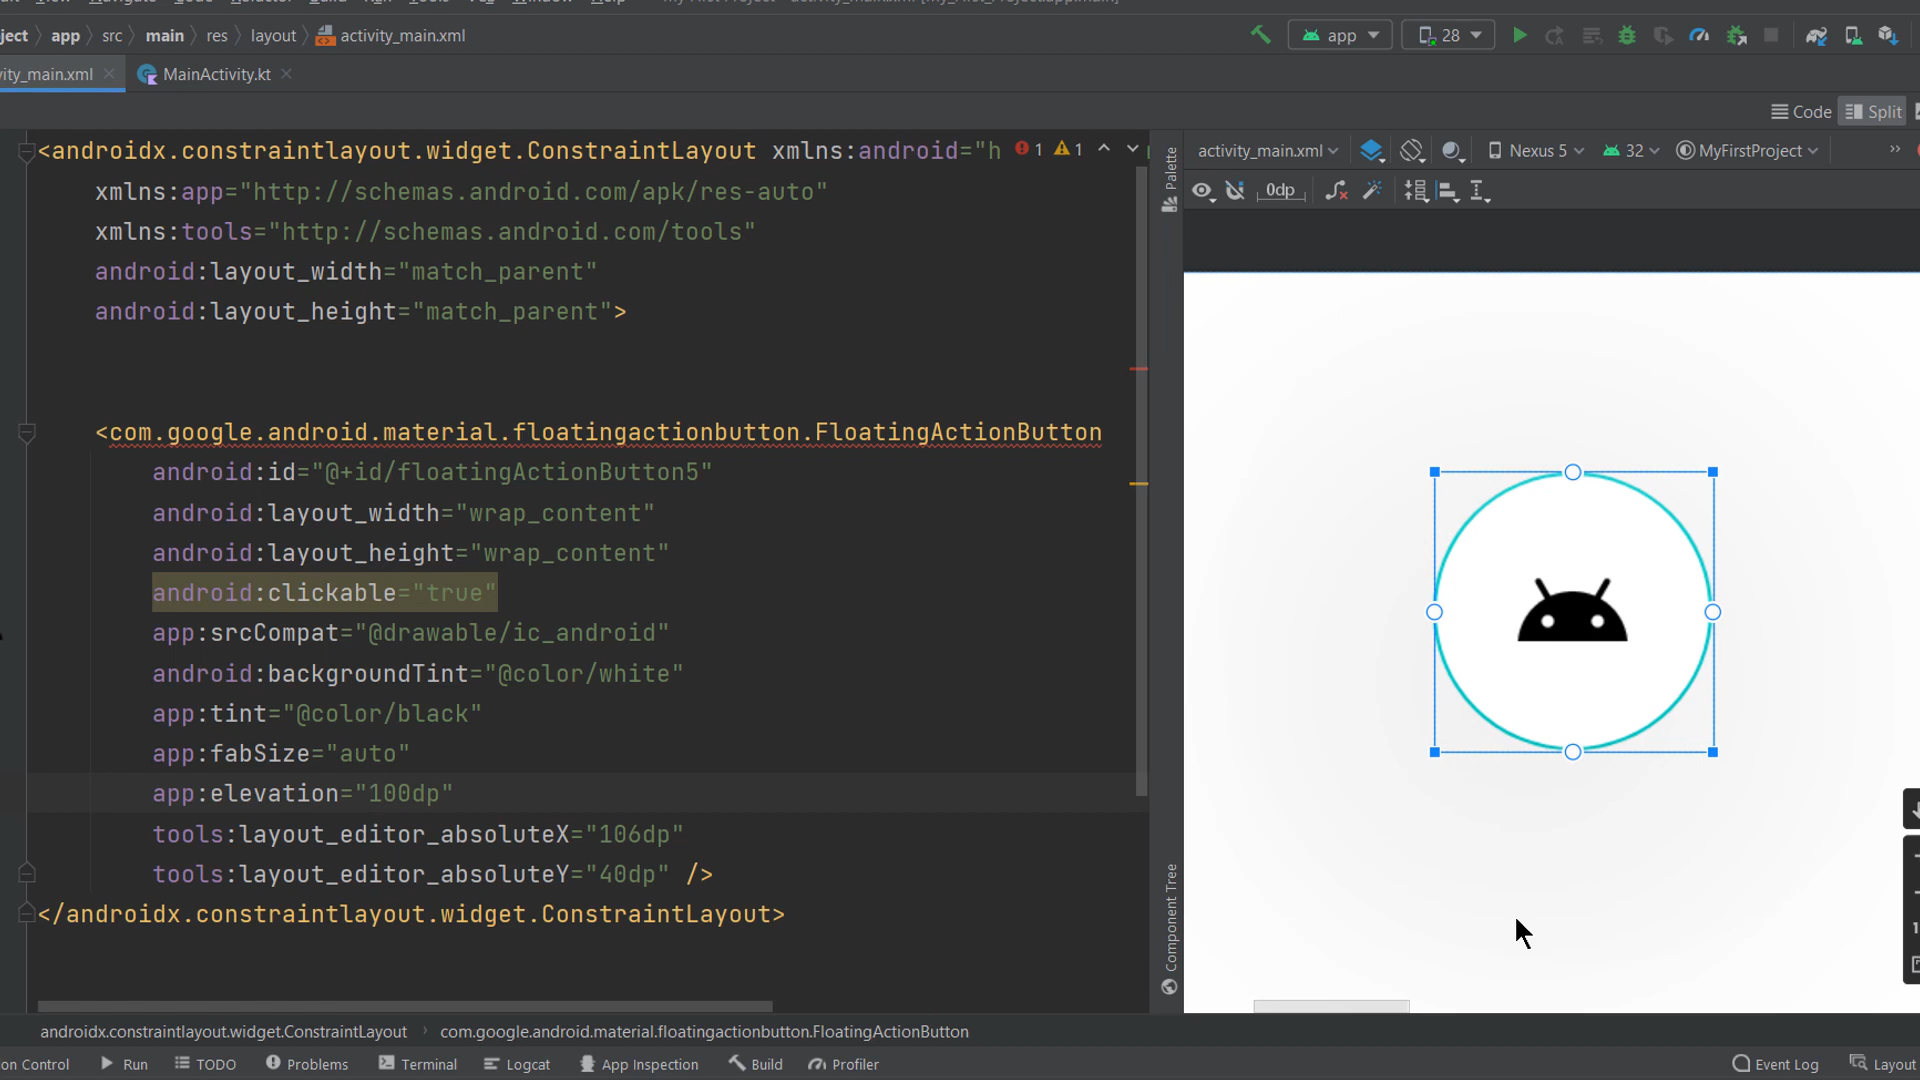 ject app src main res layout activity_main.xml app 28
vity_main.xml MainActivity.kt
Code Split
<androidx.constraintlayout.widget.ConstraintLayout xmlns:android="h 1 1
xmlns:app="http://schemas.android.com/apk/res-auto"
xmlns:tools="http://schemas.android.com/tools"
android:layout_width="match_parent"
android:layout_height="match_parent">
<com.google.android.material.floatingactionbutton.FloatingActionButton
android:id="@+id/floatingActionButton5"
android:layout_width="wrap_content"
android:layout_height="wrap_content"
android:clickable="true"
app:srcCompat="@drawable/ic_android"
android:backgroundTint="@color/white"
app:tint="@color/black"
app:fabSize="auto"
app:elevation="100dp"
tools:layout_editor_absoluteX="106dp"
tools:layout_editor_absoluteY="40dp" />
</androidx.constraintlayout.widget.ConstraintLayout>
Palette
Component Tree
activity_main.xml Nexus 5 32 MyFirstProject
0dp
androidx.constraintlayout.widget.ConstraintLayout com.google.android.material.floatingactionbutton.FloatingActionButton
on Control Run TODO Problems Terminal Logcat App Inspection Build Profiler Event Log Layout